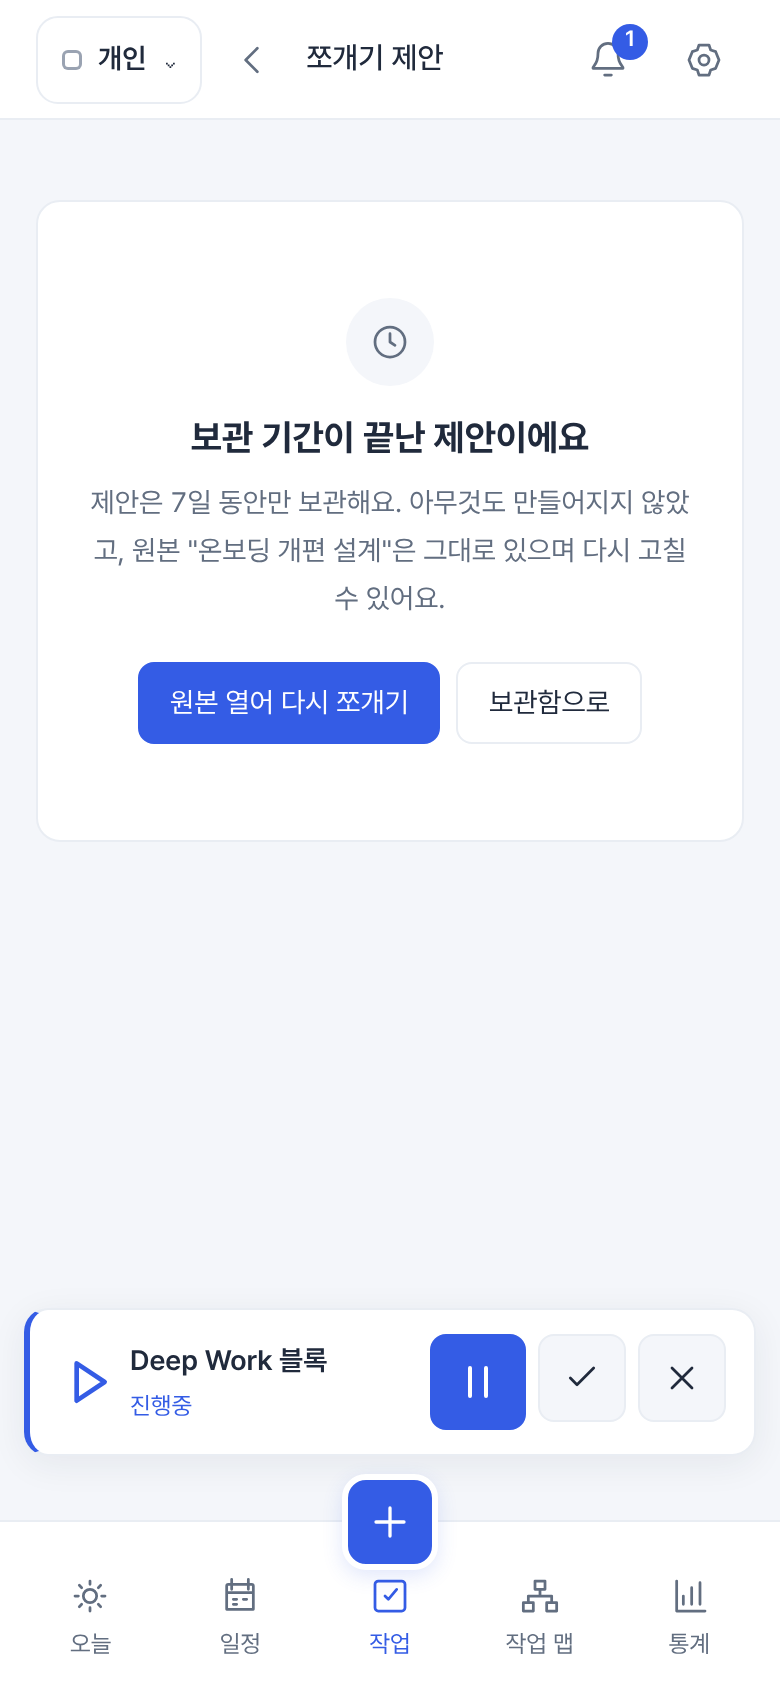 개인
쪼개기 제안
1
보관 기간이 끝난 제안이에요
제안은 7일 동안만 보관해요. 아무것도 만들어지지 않았
고, 원본 "온보딩 개편 설계"은 그대로 있으며 다시 고칠
수 있어요.
원본 열어 다시 쪼개기
보관함으로
Deep Work 블록
진행중
오늘
일정
작업
작업 맵
통계